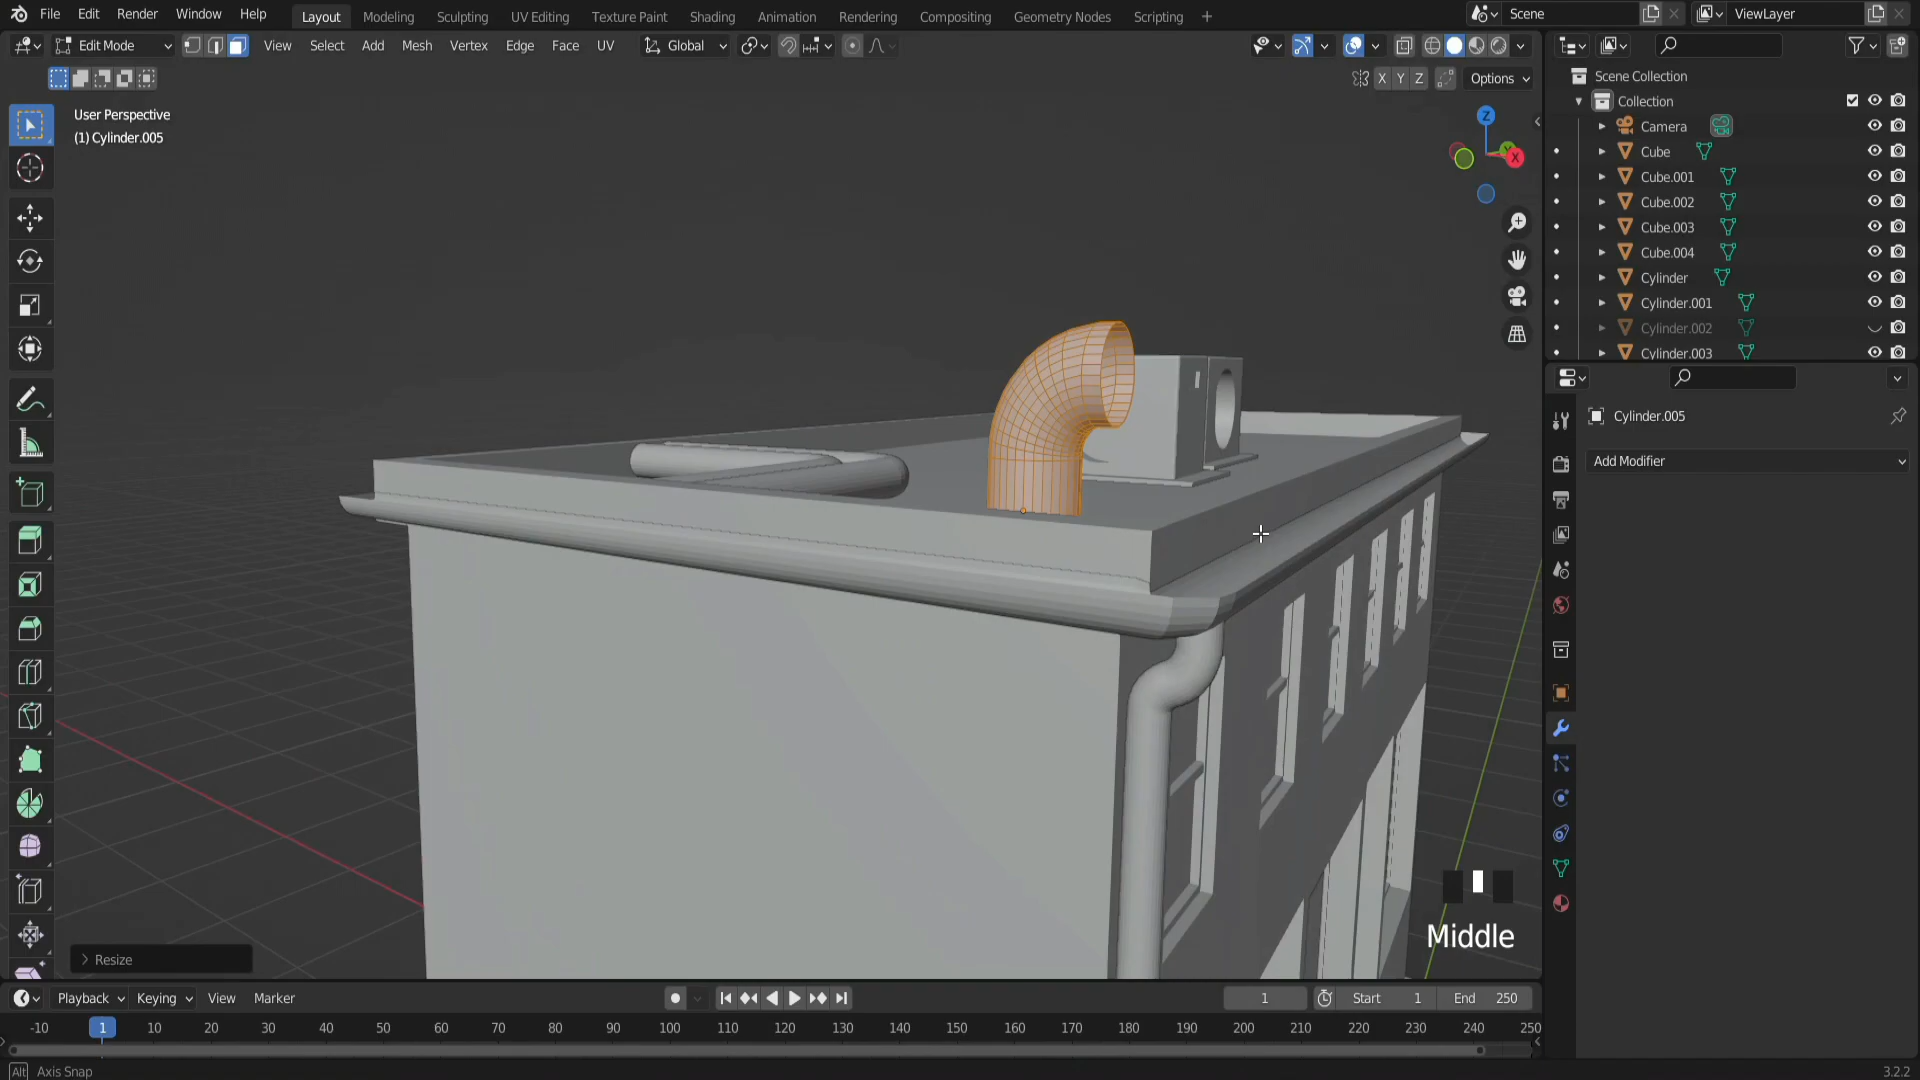 File Edit Render Window Help Layout Modeling Sculpting UV Editing Texture Paint Shading Animation Rendering Compositing Geometry Nodes Scripting + Scene ViewLayer
Edit Mode View Select Add Mesh Vertex Edge Face UV Global
X Y Z Options
User Perspective
(1) Cylinder.005
Z
Y
X
Scene Collection
Collection
Camera
Cube
Cube.001
Cube.002
Cube.003
Cube.004
Cylinder
Cylinder.001
Cylinder.002
Cylinder.003
Cylinder.005
Add Modifier
Middle
Resize
Playback Keying View Marker 1 Start 1 End 250
-10 1 10 20 30 40 50 60 70 80 90 100 110 120 130 140 150 160 170 180 190 200 210 220 230 240 250
Alt Axis Snap 3.2.2